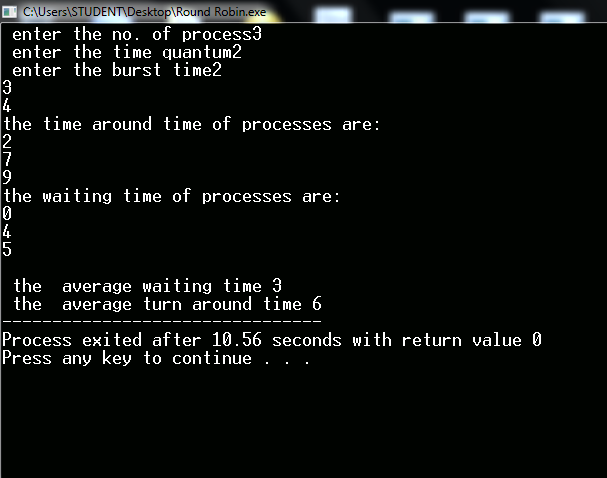 C:\Users\STUDENT\Desktop\Round Robin.exe
enter the no. of process3
enter the time quantum2
enter the burst time2
3
4
the time around time of processes are:
2
7
9
the waiting time of processes are:
0
4
5
the  average waiting time 3
the  average turn around time 6
--------------------------------
Process exited after 10.56 seconds with return value 0
Press any key to continue . . .